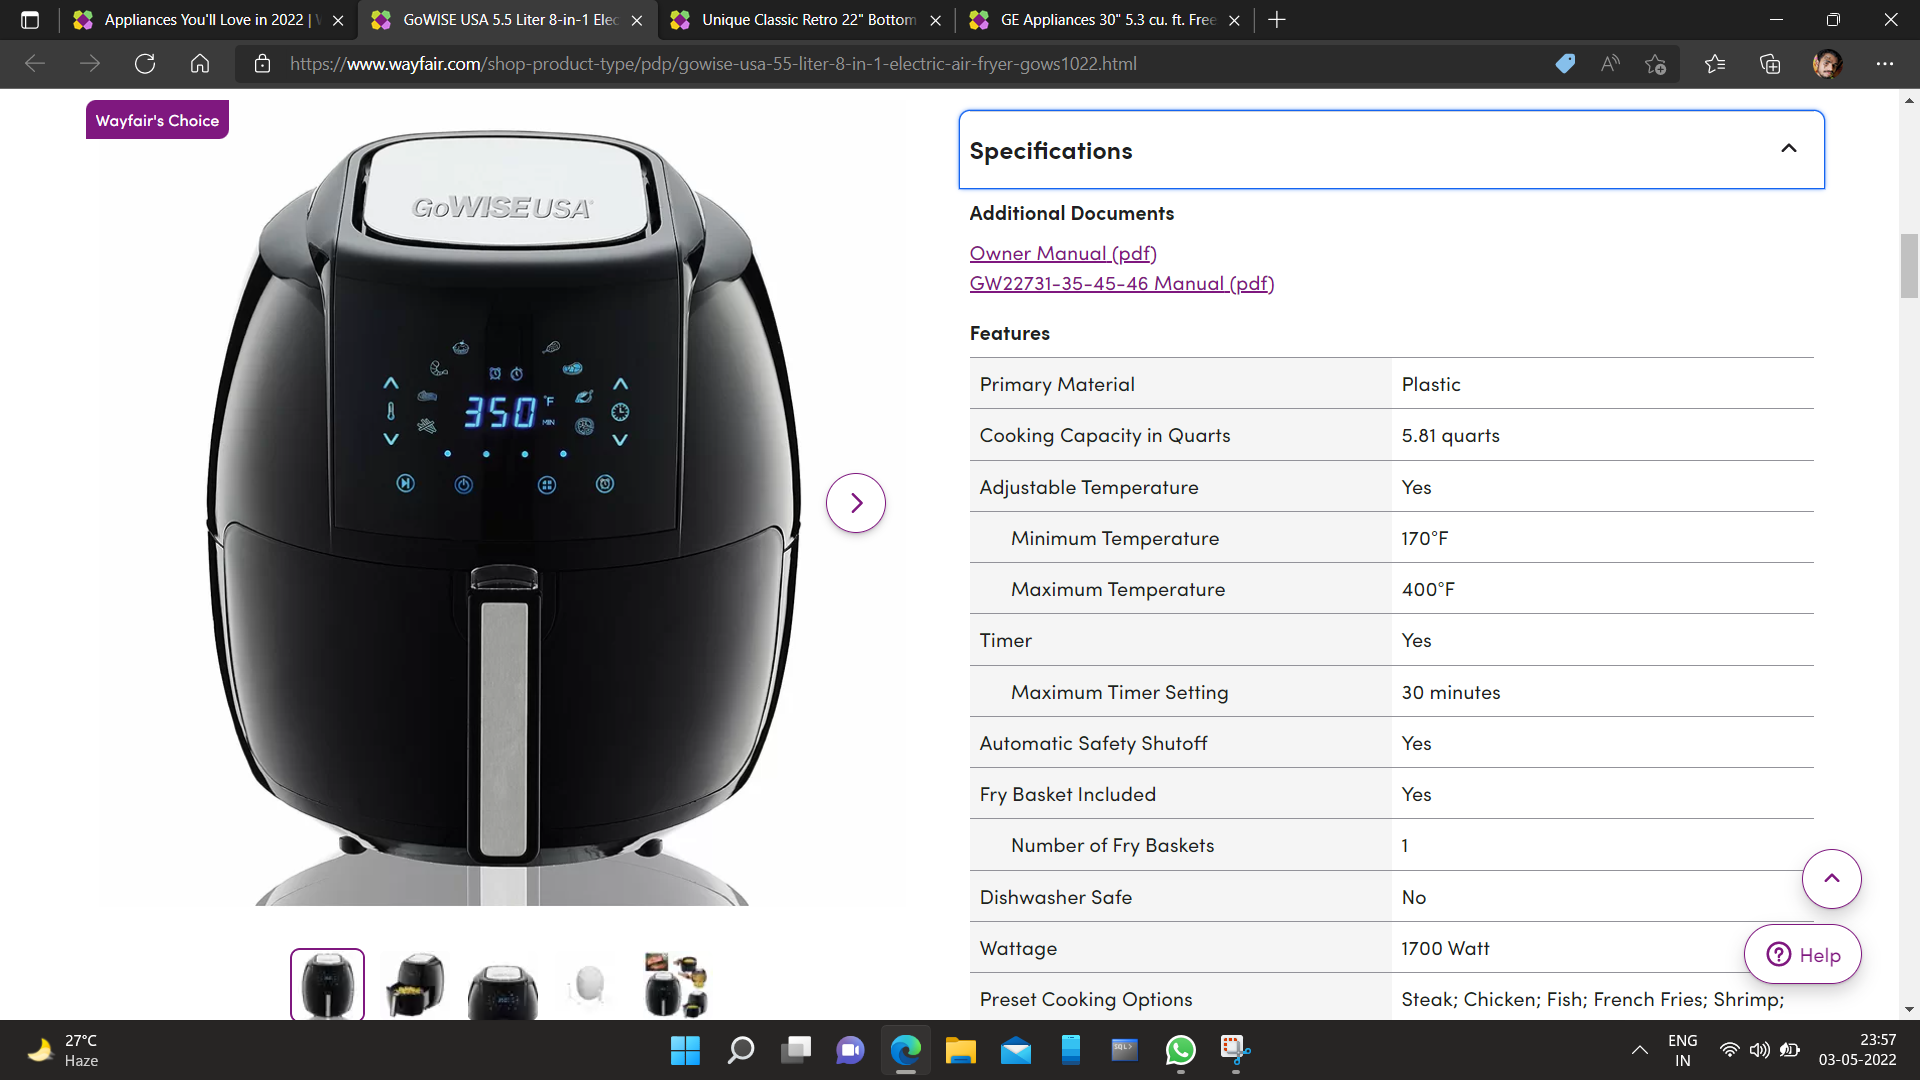 Appliances You'll Love in 2022 |
GoWISE USA 5.5 Liter 8-in-1 Elec
Unique Classic Retro 22" Bottom
GE Appliances 30" 5.3 cu. ft. Free
https://www.wayfair.com/shop-product-type/pdp/gowise-usa-55-liter-8-in-1-electric-air-fryer-gows1022.html
Wayfair's Choice
GoWISEUSA
350 °F
MIN
Specifications
Additional Documents
Owner Manual (pdf)
GW22731-35-45-46 Manual (pdf)
Features
Primary Material Plastic
Cooking Capacity in Quarts 5.81 quarts
Adjustable Temperature Yes
Minimum Temperature 170°F
Maximum Temperature 400°F
Timer Yes
Maximum Timer Setting 30 minutes
Automatic Safety Shutoff Yes
Fry Basket Included Yes
Number of Fry Baskets 1
Dishwasher Safe No
Wattage 1700 Watt
Preset Cooking Options Steak; Chicken; Fish; French Fries; Shrimp;
Help
27°C
Haze
SQL>
ENG
IN
23:57
03-05-2022